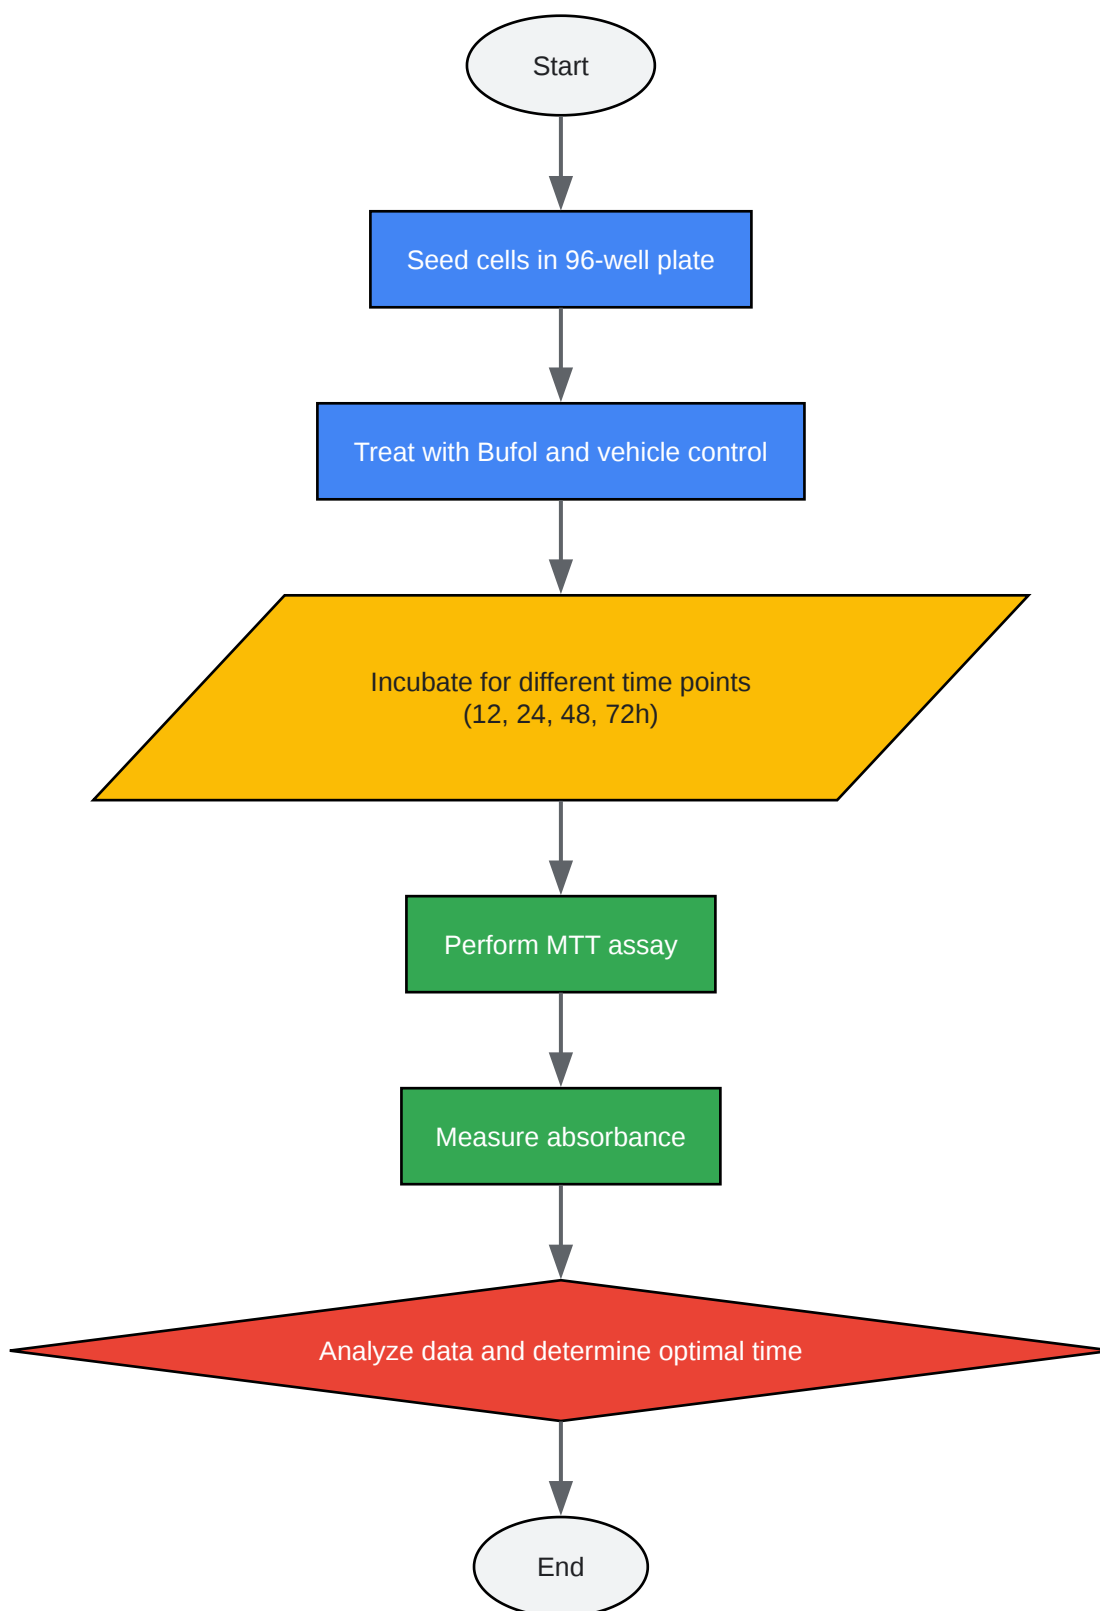 Start
Seed cells in 96-well plate
Treat with Bufol and vehicle control
Incubate for different time points
(12, 24, 48, 72h)
Perform MTT assay
Measure absorbance
Analyze data and determine optimal time
End